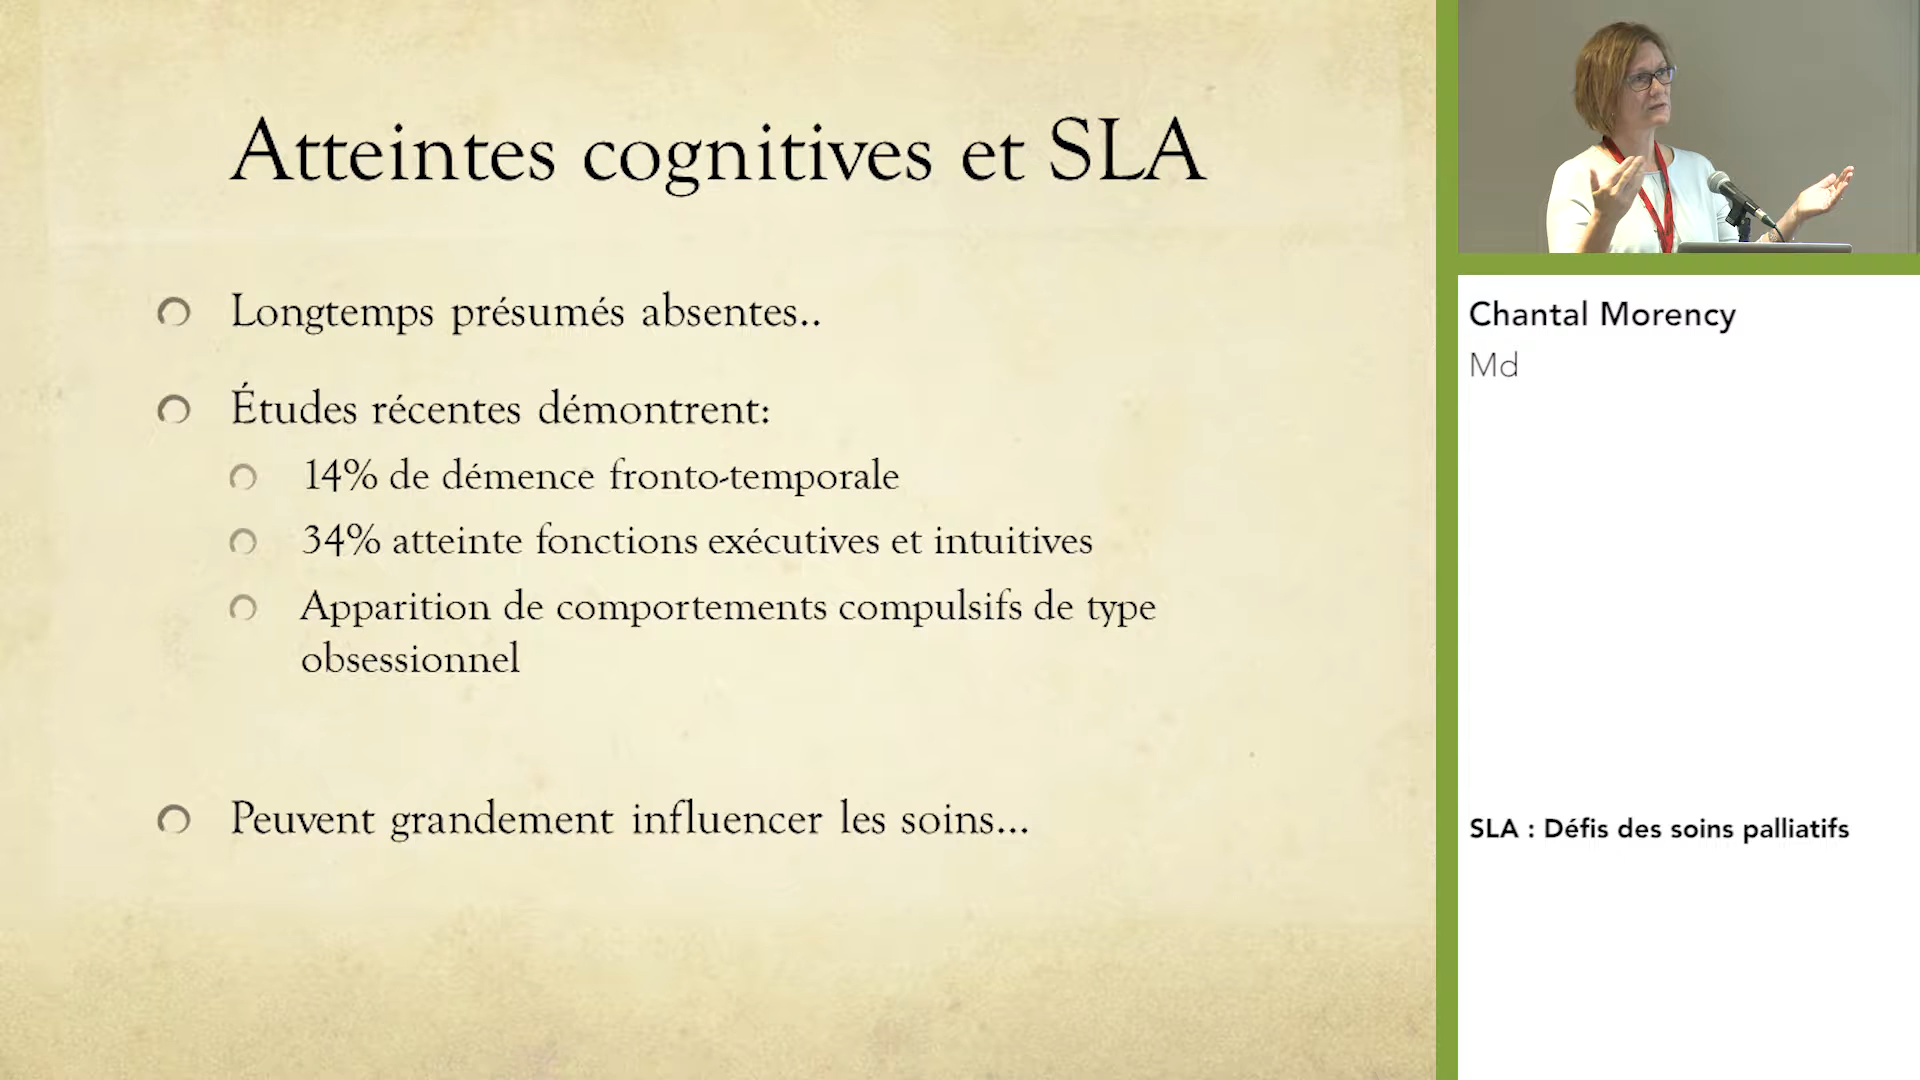 Atteintes cognitives et SLA
Longtemps présumés absentes..
Études récentes démontrent:
14% de démence fronto-temporale
34% atteinte fonctions exécutives et intuitives
Apparition de comportements compulsifs de type
obsessionnel
Peuvent grandement influencer les soins...
Chantal Morency
Md
SLA : Défis des soins palliatifs